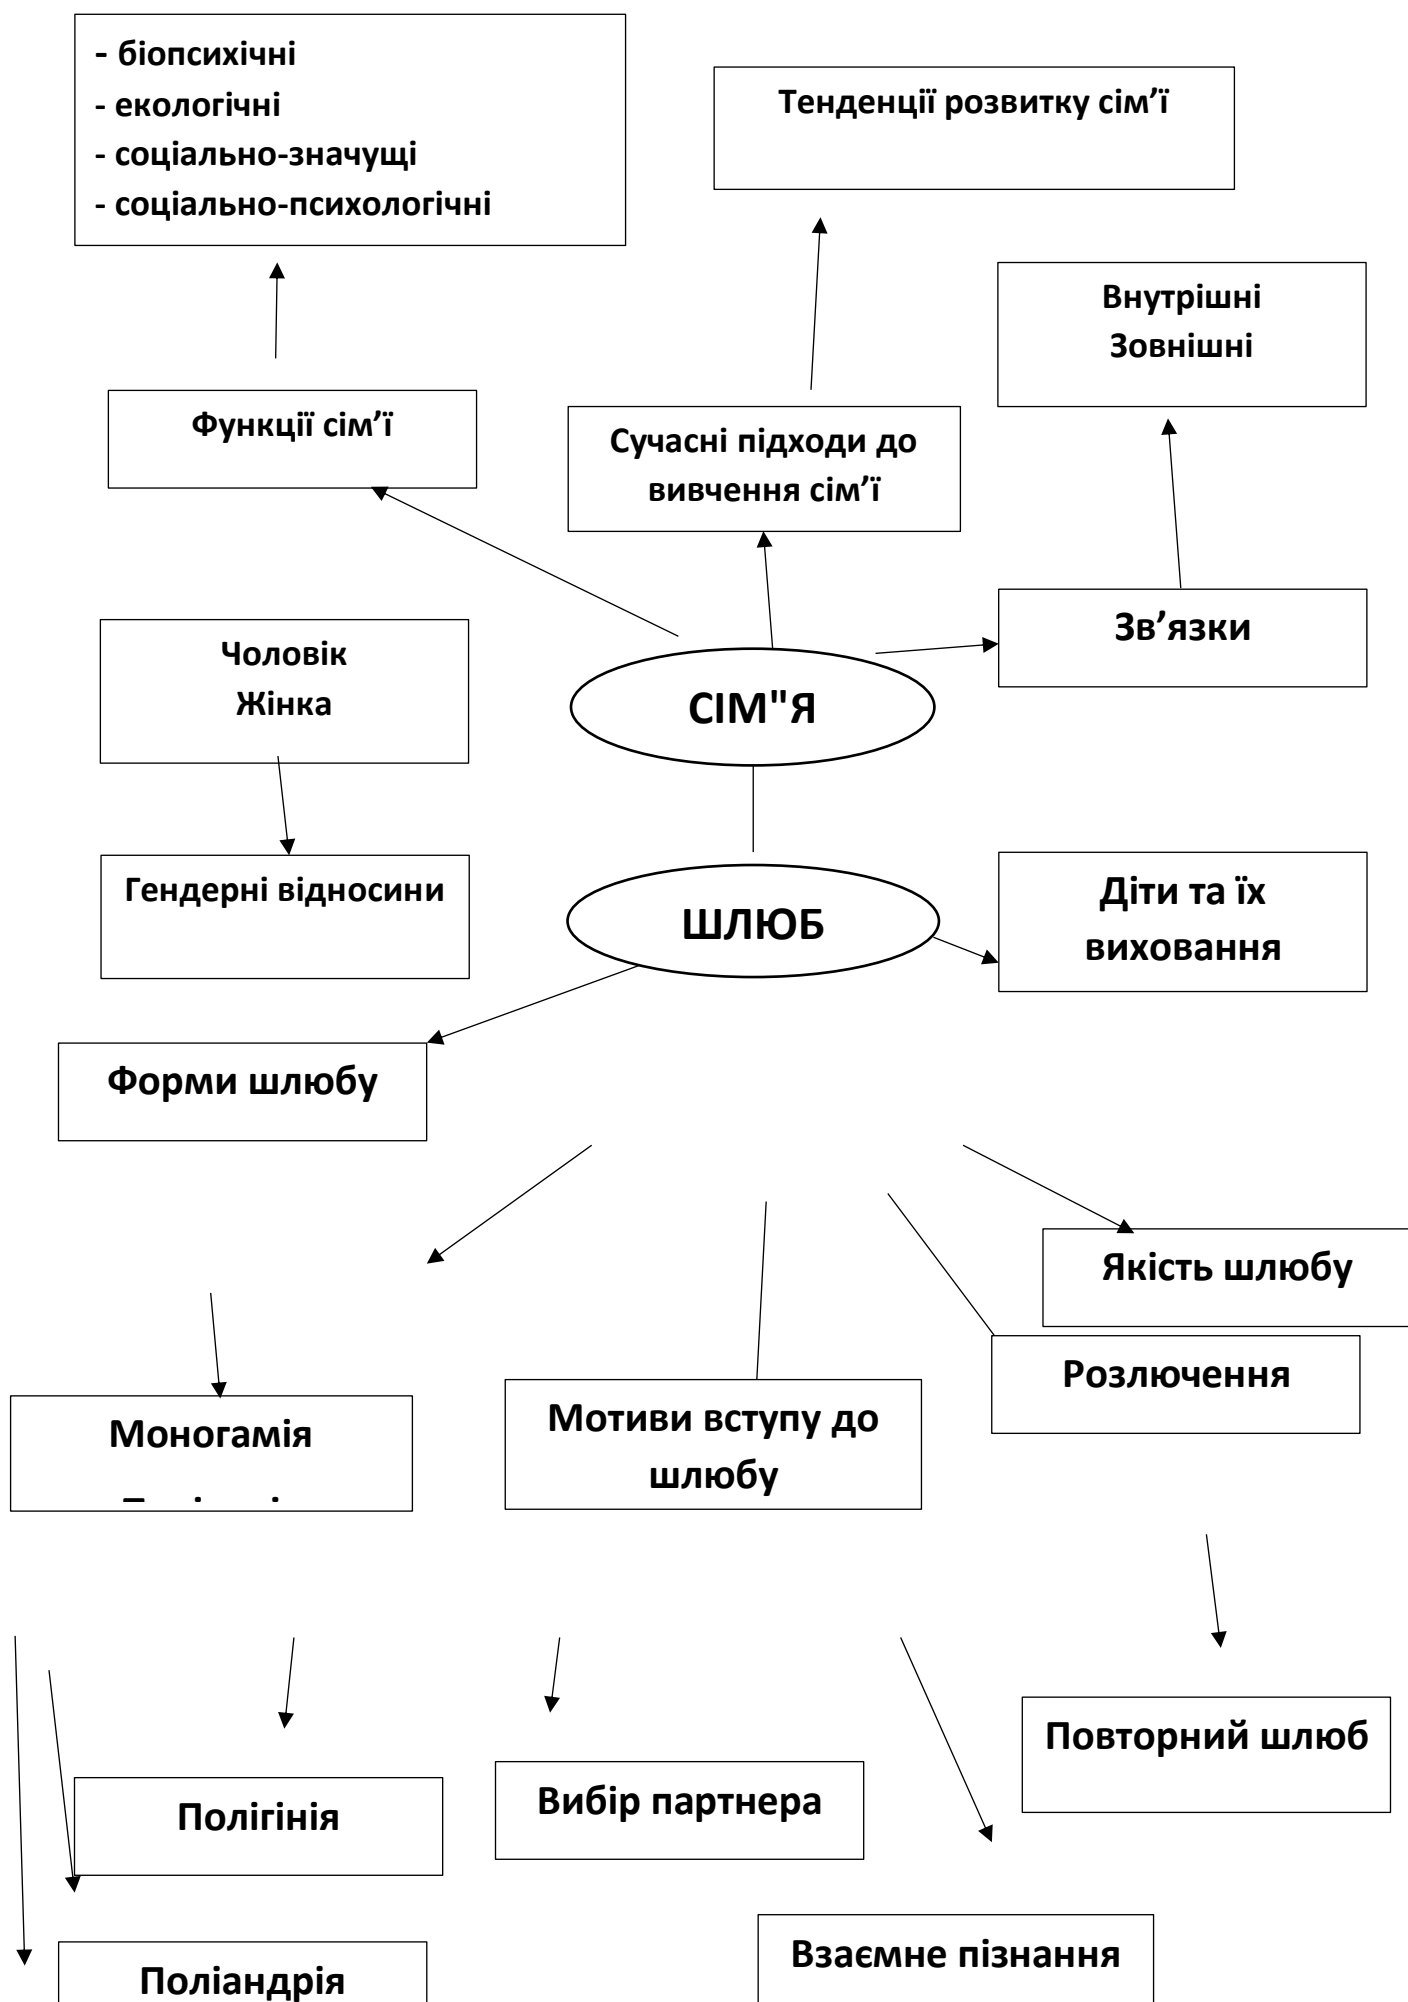 - біопсихічні
- екологічні
- соціально-значущі
- соціально-психологічні
Тенденції розвитку сім’ї
Внутрішні
Зовнішні
Функції сім’ї
Сучасні підходи до
вивчення сім’ї
Зв’язки
Чоловік
Жінка
СІМ"Я
Гендерні відносини
ШЛЮБ
Діти та їх
виховання
Форми шлюбу
Якість шлюбу
Розлючення
Моногамія
Мотиви вступу до
шлюбу
Повторний шлюб
Полігінія
Вибір партнера
Взаємне пізнання
Поліандрія